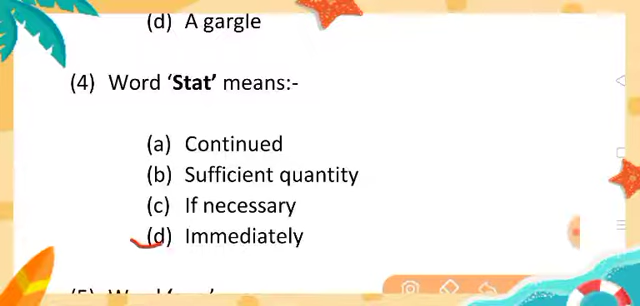 (d) A gargle
(4) Word ‘Stat’ means:-
(a) Continued
(b) Sufficient quantity
(c) If necessary
(d) Immediately